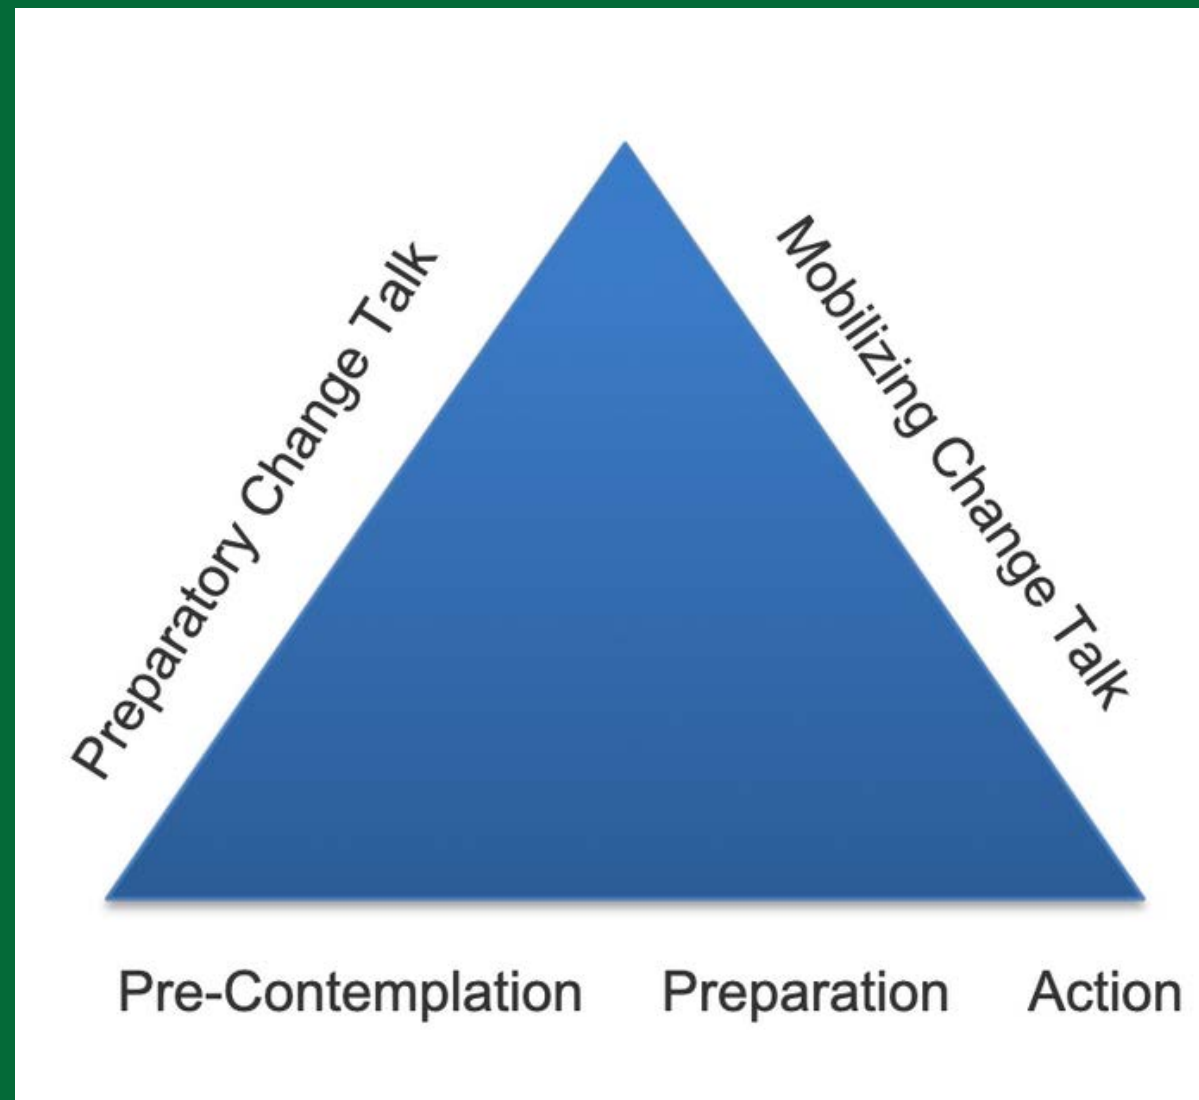 Preparatory Change Talk
Mobilizing Change Talk
Pre-Contemplation Preparation Action